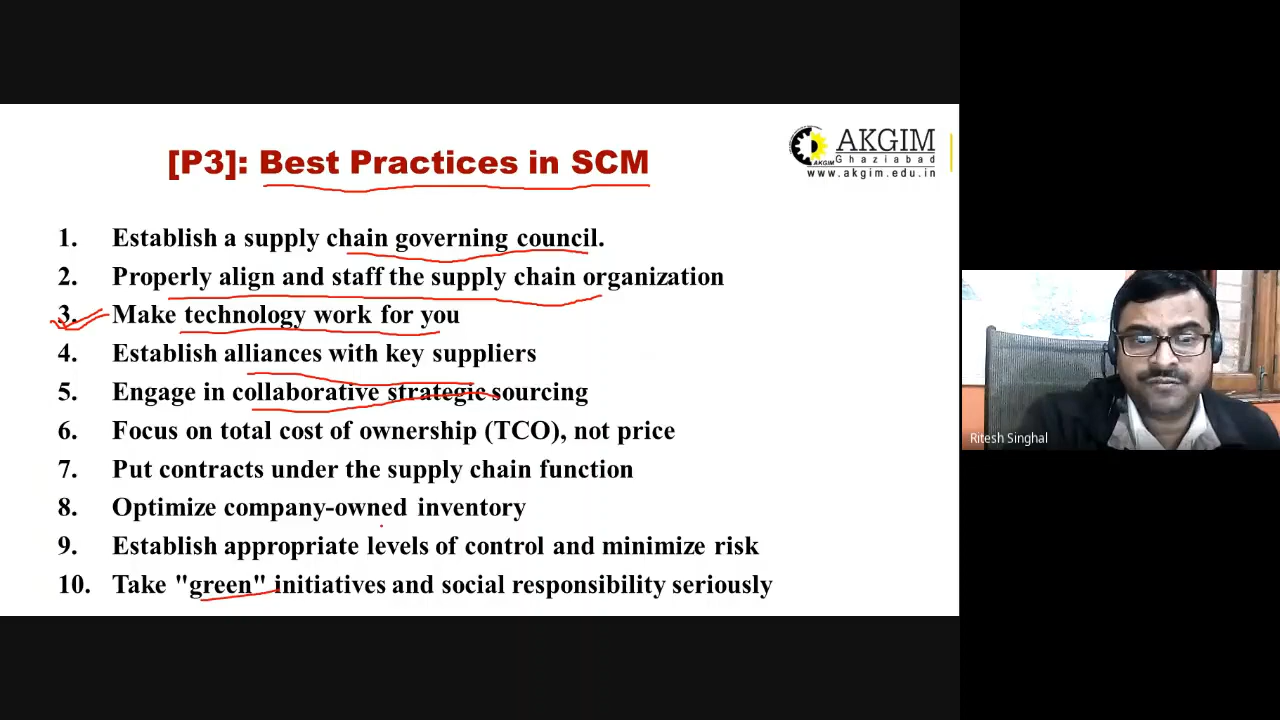 [P3]: Best Practices in SCM
AKGIM
Ghaziabad
AKGIM
www.akgim.edu.in
1. Establish a supply chain governing council.
2. Properly align and staff the supply chain organization
3. Make technology work for you
4. Establish alliances with key suppliers
5. Engage in collaborative strategic sourcing
6. Focus on total cost of ownership (TCO), not price
7. Put contracts under the supply chain function
8. Optimize company-owned inventory
9. Establish appropriate levels of control and minimize risk
10. Take "green" initiatives and social responsibility seriously
Ritesh Singhal